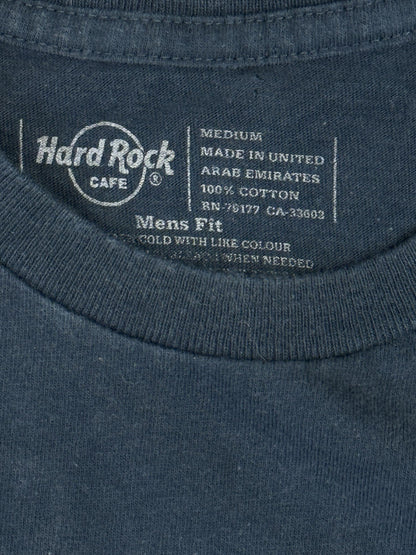 Hard Rock
CAFE
®
MEDIUM
MADE IN UNITED
ARAB EMIRATES
100% COTTON
RN-79177 CA-33603
Mens Fit
COLD WITH LIKE COLOUR
WHEN NEEDED